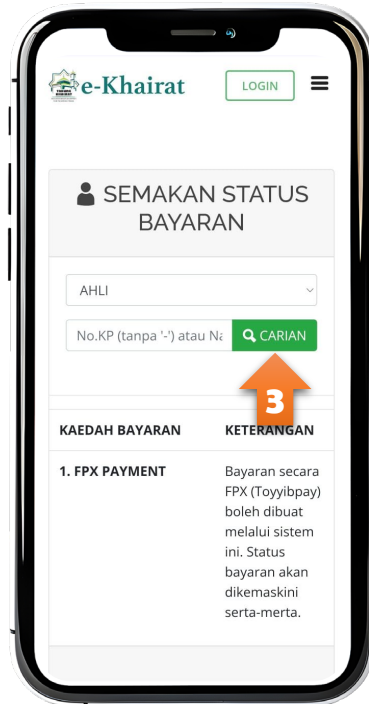 e-Khairat
LOGIN
SEMAKAN STATUS
BAYARAN
AHLI
No.KP (tanpa '-') atau Na
CARIAN
3
KAEDAH BAYARAN
KETERANGAN
1. FPX PAYMENT
Bayaran secara
FPX (Toyyibpay)
boleh dibuat
melalui sistem
ini. Status
bayaran akan
dikemaskini
serta-merta.